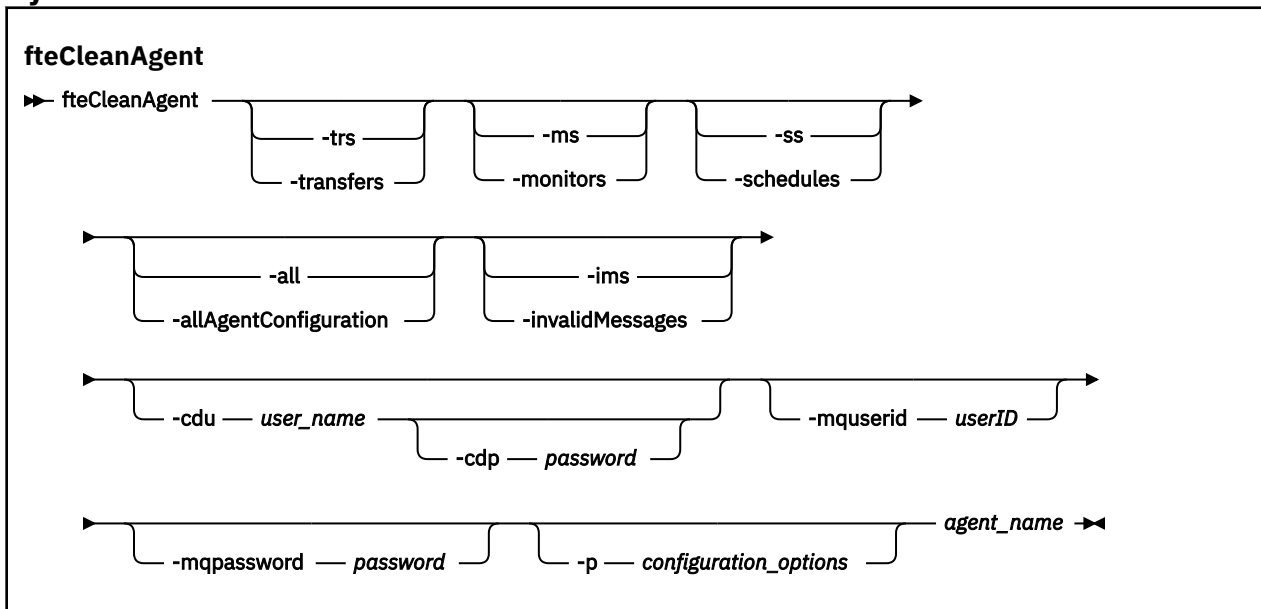 fteCleanAgent
fteCleanAgent
-trs -ms -ss
-transfers -monitors -schedules
-all -ims
-allAgentConfiguration -invalidMessages
-cdu user_name -mquserid userID
-cdp password
agent_name
-mqpassword password -p configuration_options